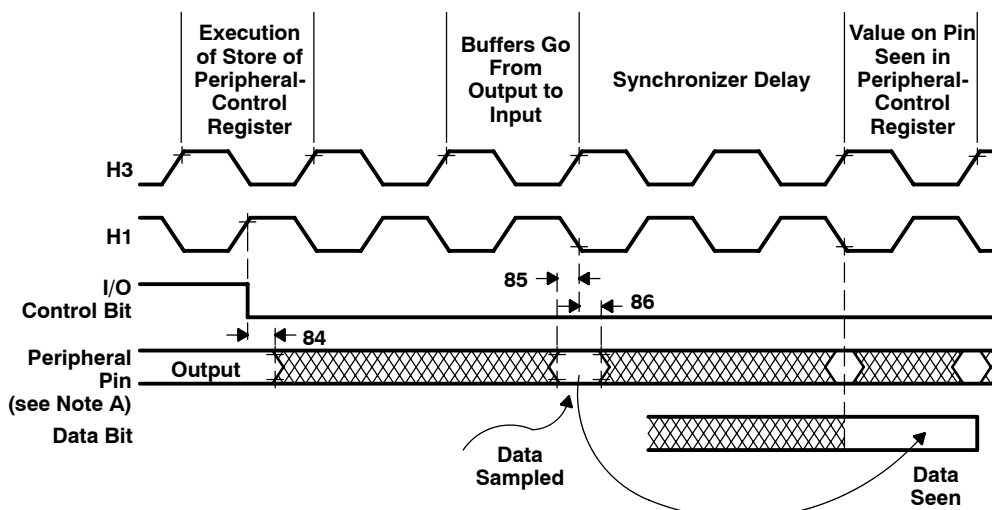 Execution
of Store of
Peripheral-
Control
Register
Buffers Go
From
Output to
Input
Synchronizer Delay
Value on Pin
Seen in
Peripheral-
Control
Register
H3
H1
I/O
Control Bit
85
86
84
Peripheral
Pin
(see Note A)
Output
Data Bit
Data
Sampled
Data
Seen